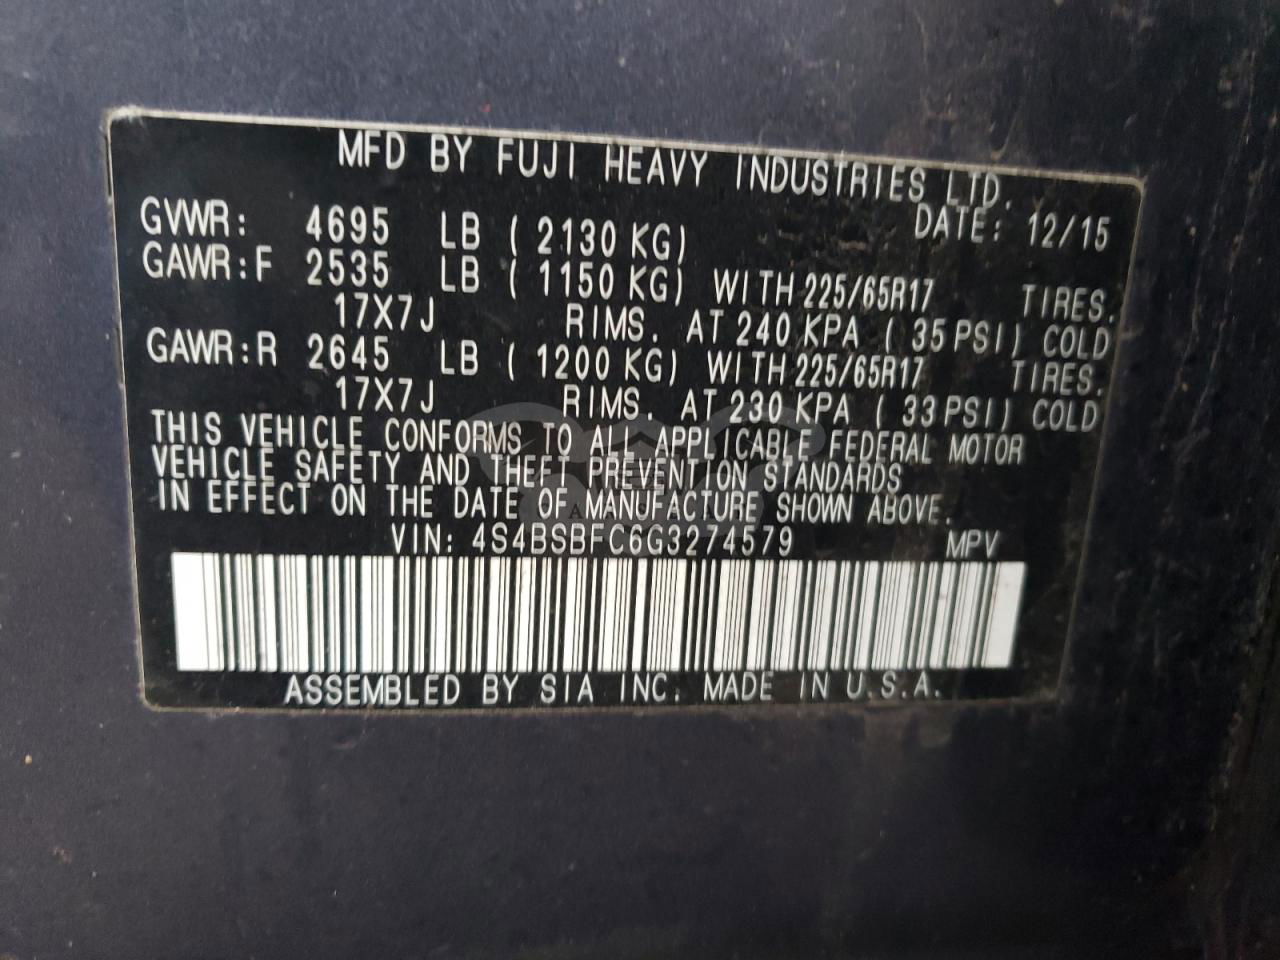 MFD BY FUJI HEAVY INDUSTRIES LTD.
DATE: 12/15
GVWR: 4695 LB ( 2130 KG)
GAWR:F 2535 LB ( 1150 KG) WITH 225/65R17 TIRES.
17X7J RIMS. AT 240 KPA ( 35 PSI) COLD
GAWR:R 2645 LB ( 1200 KG) WITH 225/65R17 TIRES.
17X7J RIMS. AT 230 KPA ( 33 PSI) COLD
THIS VEHICLE CONFORMS TO ALL APPLICABLE FEDERAL MOTOR
VEHICLE SAFETY AND THEFT PREVENTION STANDARDS
IN EFFECT ON THE DATE OF MANUFACTURE SHOWN ABOVE.
VIN: 4S4BSBFC6G3274579 MPV
ASSEMBLED BY SIA INC. MADE IN U.S.A.